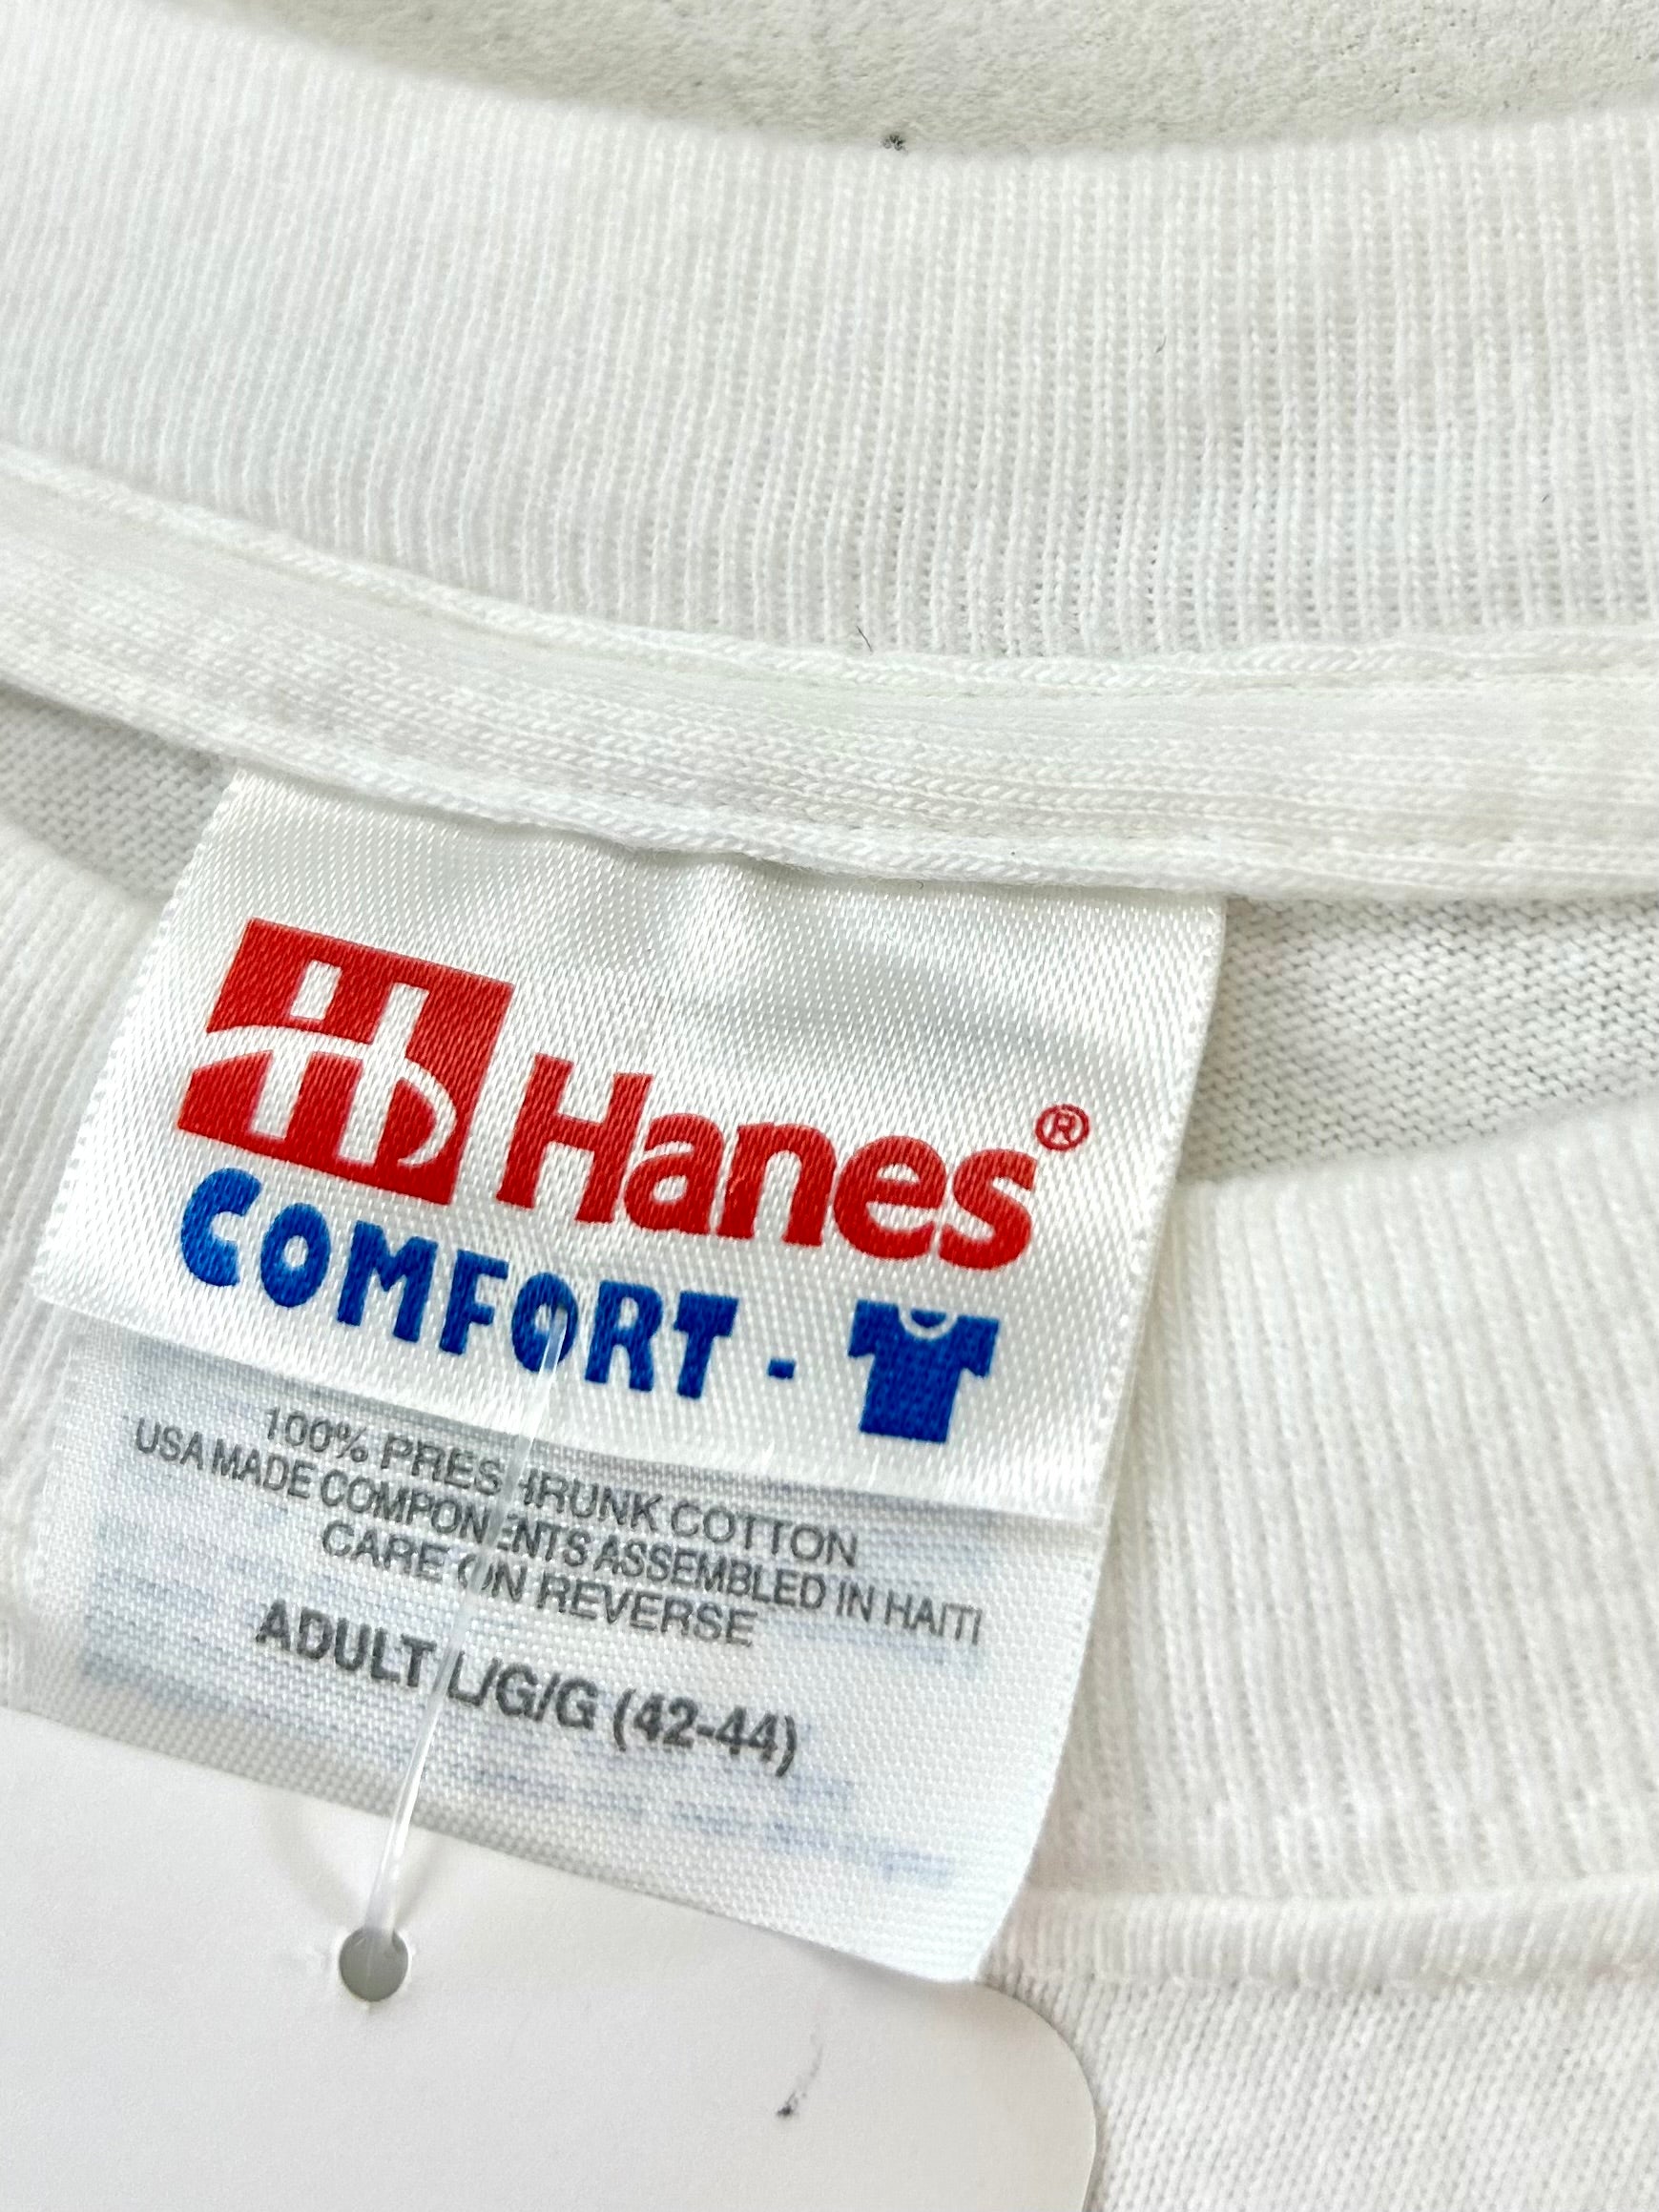 Hanes®
COMFORT -
100% PRESHRUNK COTTON
USA MADE COMPONENTS ASSEMBLED IN HAITI
CARE ON REVERSE
ADULT L/G/G (42-44)